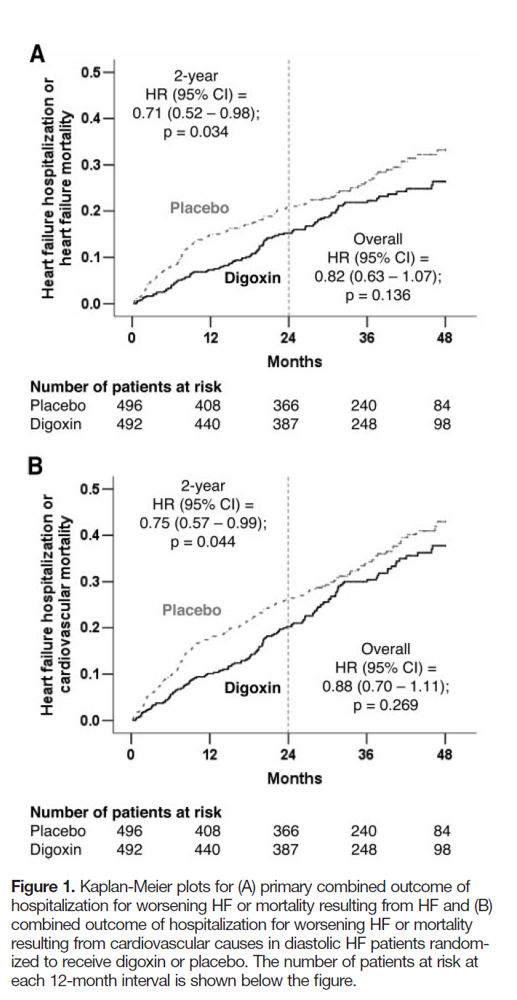 A
Heart failure hospitalization or
heart failure mortality
0.5
0.4
0.3
0.2
0.1
0.0
2-year
HR (95% CI) =
0.71 (0.52 – 0.98);
p = 0.034
Placebo
Digoxin
Overall
HR (95% CI) =
0.82 (0.63 – 1.07);
p = 0.136
0 12 24 36 48
Months
Number of patients at risk
Placebo 496 408 366 240 84
Digoxin 492 440 387 248 98
B
Heart failure hospitalization or
cardiovascular mortality
0.5
0.4
0.3
0.2
0.1
0.0
2-year
HR (95% CI) =
0.75 (0.57 – 0.99);
p = 0.044
Placebo
Digoxin
Overall
HR (95% CI) =
0.88 (0.70 – 1.11);
p = 0.269
0 12 24 36 48
Months
Number of patients at risk
Placebo 496 408 366 240 84
Digoxin 492 440 387 248 98
Figure 1. Kaplan-Meier plots for (A) primary combined outcome of
hospitalization for worsening HF or mortality resulting from HF and (B)
combined outcome of hospitalization for worsening HF or mortality
resulting from cardiovascular causes in diastolic HF patients random-
ized to receive digoxin or placebo. The number of patients at risk at
each 12-month interval is shown below the figure.